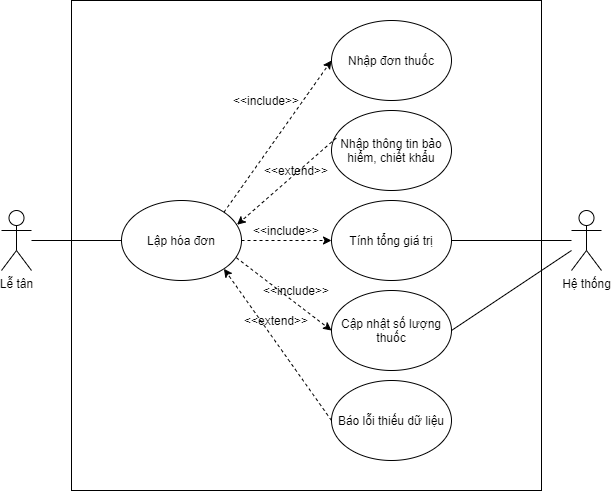 Nhập đơn thuốc
<<include>>
Nhập thông tin bảo
hiểm, chiết khấu
<<extend>>
Lập hóa đơn
<<include>>
Tính tổng giá trị
Lễ tân
Hệ thống
<<include>>
<<extend>>
Cập nhật số lượng
thuốc
Báo lỗi thiếu dữ liệu